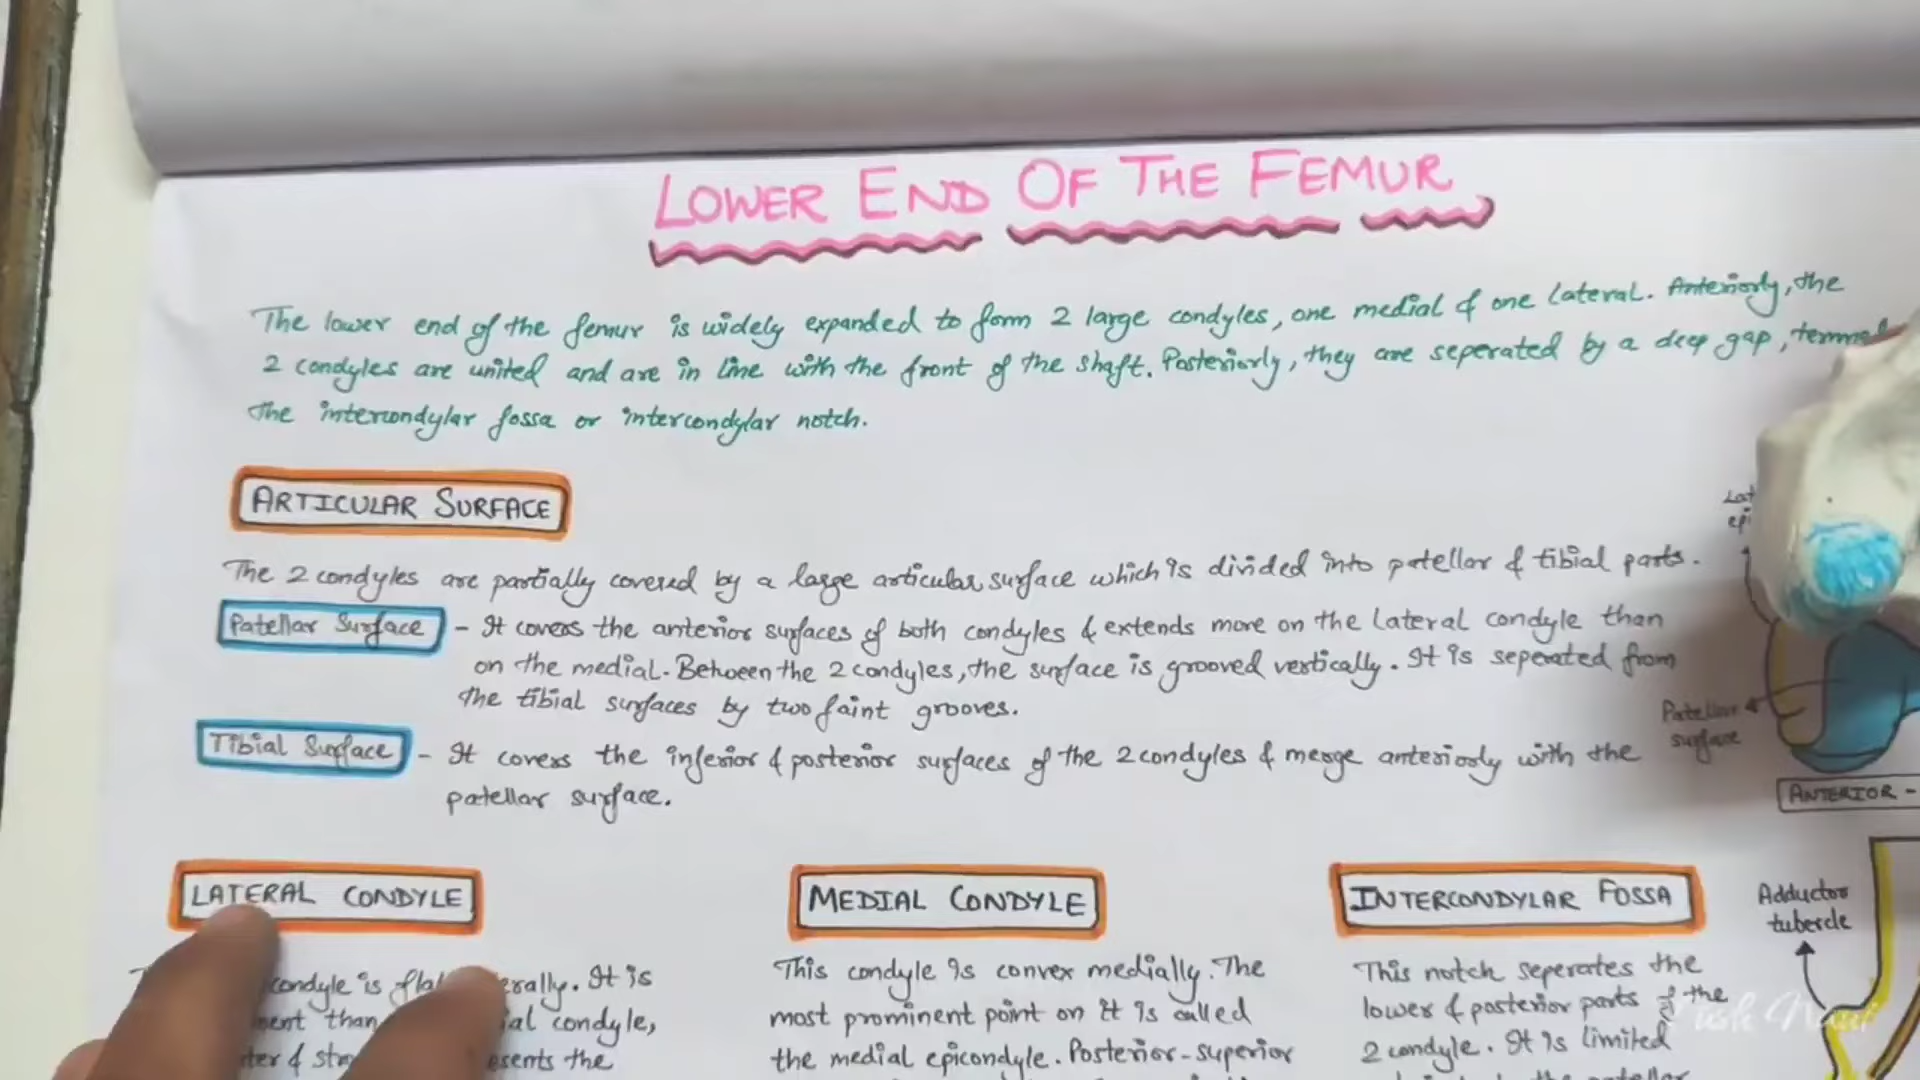 LOWER END OF THE FEMUR
The lower end of the femur is widely expanded to form 2 large condyles, one medial & one lateral. Anteriorly, the
2 condyles are united and are in line with the front of the shaft. Posteriorly, they are seperated by a deep gap,
the intercondylar fossa or intercondylar notch.
ARTICULAR SURFACE
The 2 condyles are partially covered by a large articular surface which is divided into patellar & tibial parts.
Patellar Surface - It covers the anterior surfaces of both condyles & extends more on the lateral condyle than
on the medial. Between the 2 condyles, the surface is grooved vertically. It is seperated from
the tibial surfaces by two faint grooves.
Tibial Surface - It covers the inferior & posterior surfaces of the 2 condyles & merge anteriorly with the
patellar surface.
Patellar
surface
ANTERIOR -
LATERAL CONDYLE
condyle is
It is
than
condyle,
the
MEDIAL CONDYLE
This condyle is convex medially. The
most prominent point on it is called
the medial epicondyle. Posterior-superior
INTERCONDYLAR FOSSA
This notch seperates the
lower & posterior parts of the
2 condyle. It is limited
Adductor
tubercle